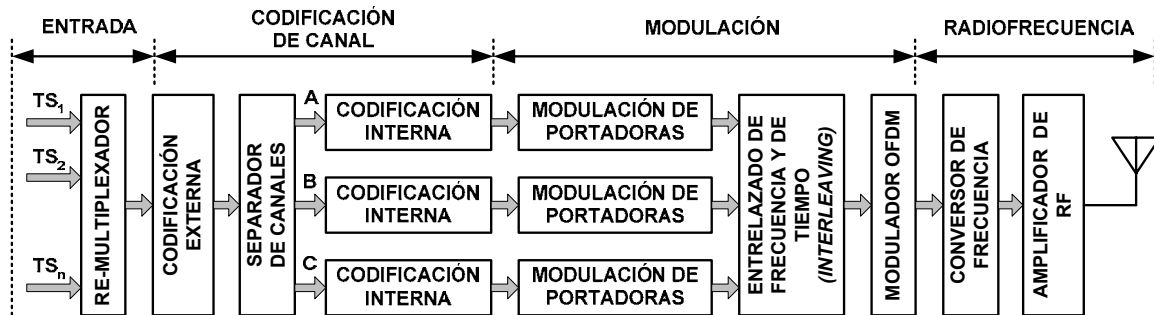 ENTRADA
CODIFICACIÓN
DE CANAL
MODULACIÓN
RADIOFRECUENCIA
TS1
TS2
TSn
RE-MULTIPLEXADOR
CODIFICACIÓN
EXTERNA
SEPARADOR
DE CANALES
A
CODIFICACIÓN
INTERNA
MODULACIÓN DE
PORTADORAS
B
CODIFICACIÓN
INTERNA
MODULACIÓN DE
PORTADORAS
C
CODIFICACIÓN
INTERNA
MODULACIÓN DE
PORTADORAS
ENTRELAZADO DE
FRECUENCIA Y DE
TIEMPO
(INTERLEAVING)
MODULADOR OFDM
CONVERSOR DE
FRECUENCIA
AMPLIFICADOR DE
RF